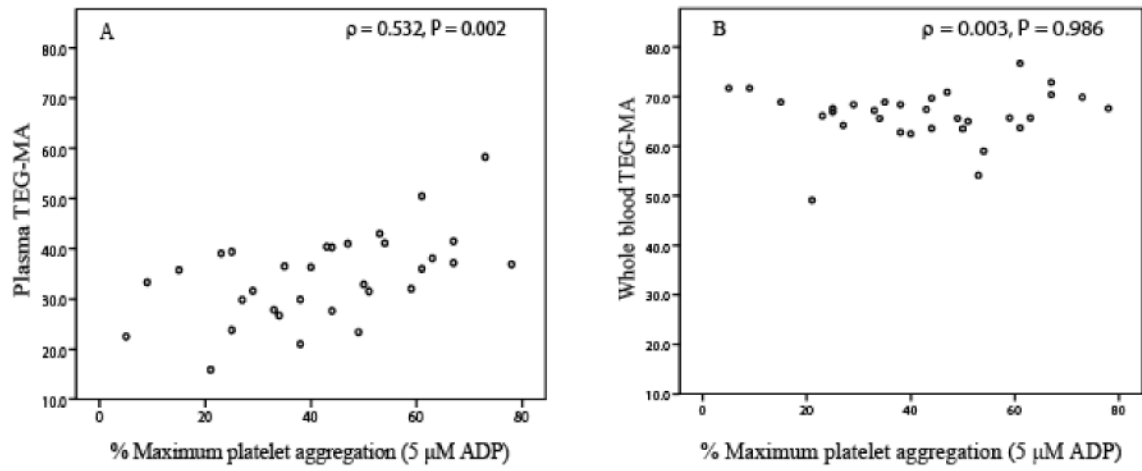 A
ρ = 0.532, P = 0.002
80.0
70.0
60.0
50.0
40.0
30.0
20.0
10.0
Plasma TEG-MA
0 20 40 60 80
% Maximum platelet aggregation (5 μM ADP)
B
ρ = 0.003, P = 0.986
80.0
70.0
60.0
50.0
40.0
30.0
20.0
10.0
Whole blood TEG-MA
0 20 40 60 80
% Maximum platelet aggregation (5 μM ADP)